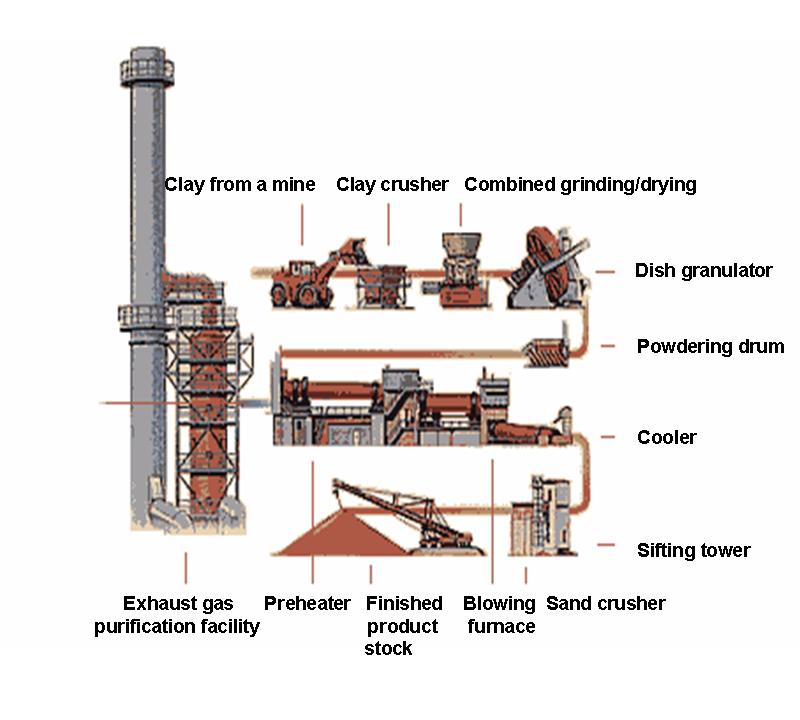 Clay from a mine
Clay crusher
Combined grinding/drying
Dish granulator
Powdering drum
Cooler
Sifting tower
Exhaust gas
purification facility
Preheater
Finished
product
stock
Blowing
furnace
Sand crusher